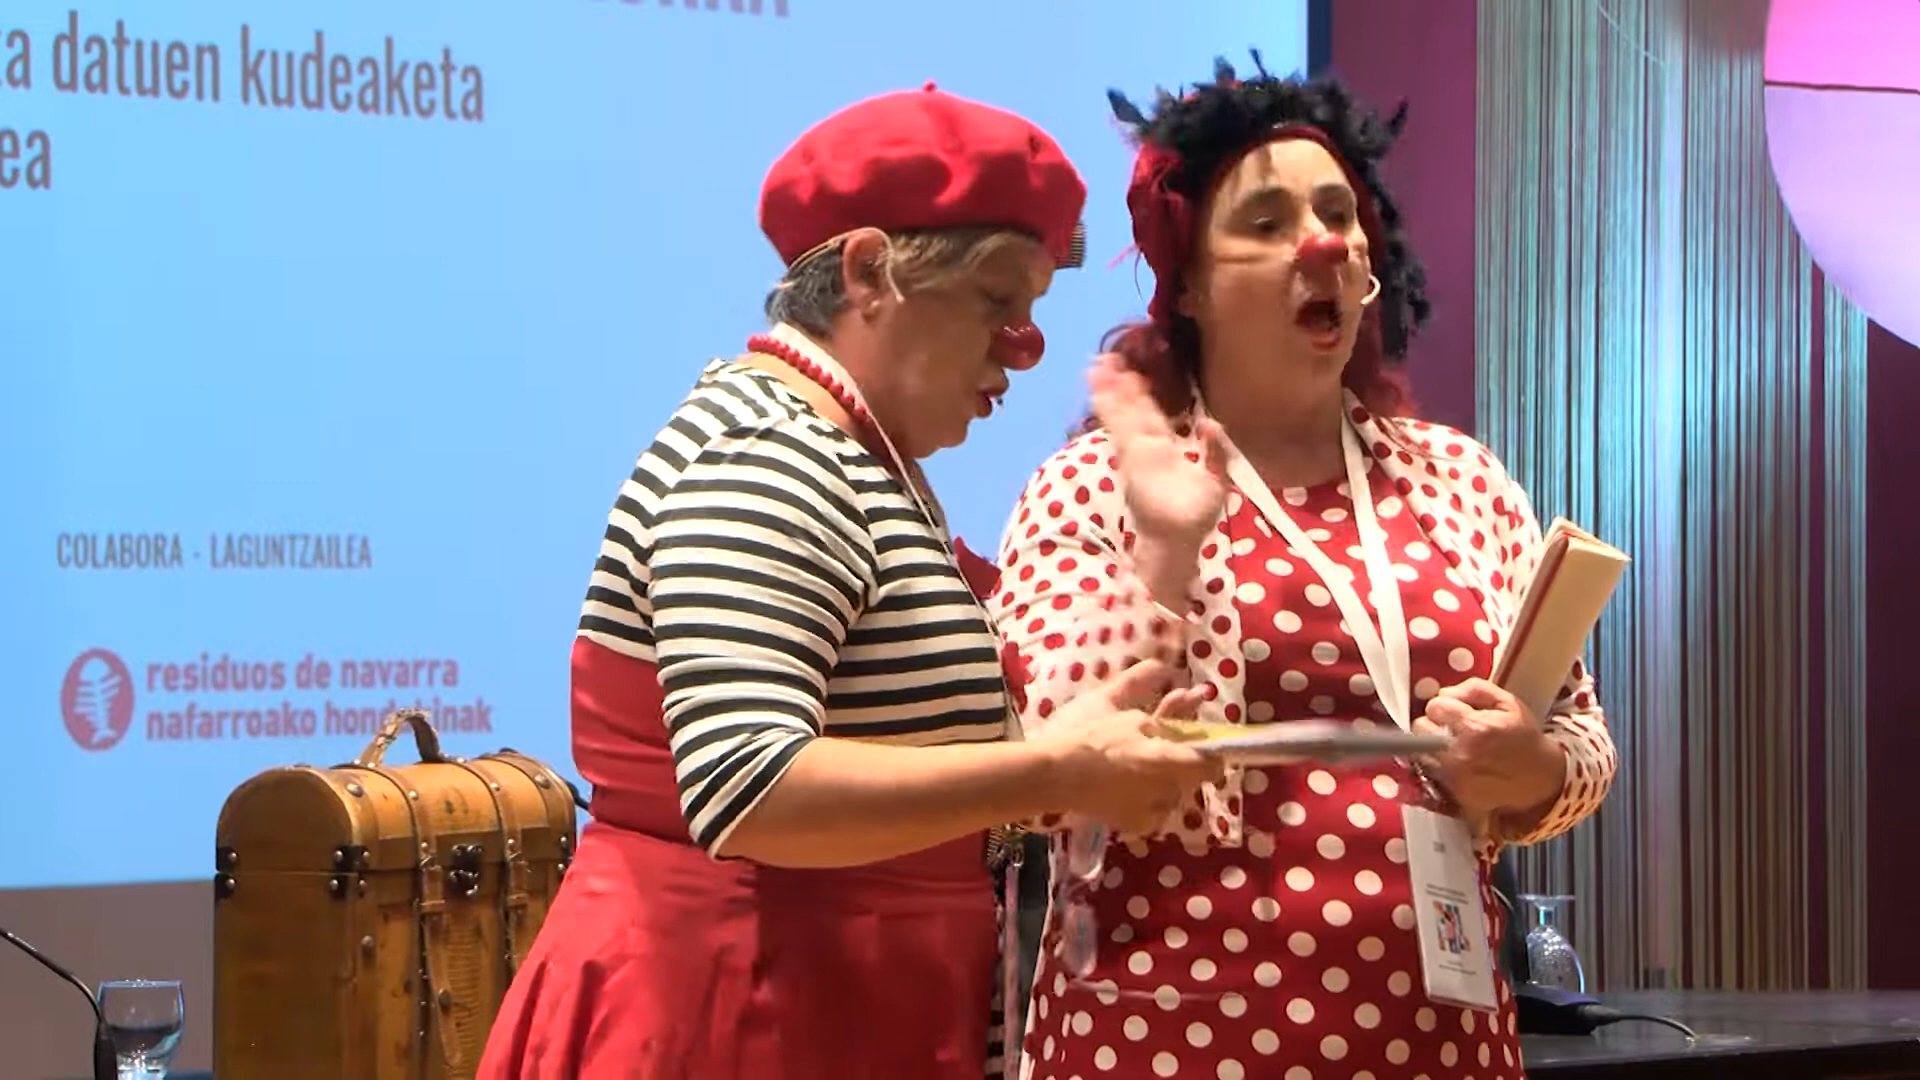 ta datuen kudeaketa
ea
COLABORA - LAGUNTZAILEA
residuos de navarra
nafarroako hondakinak